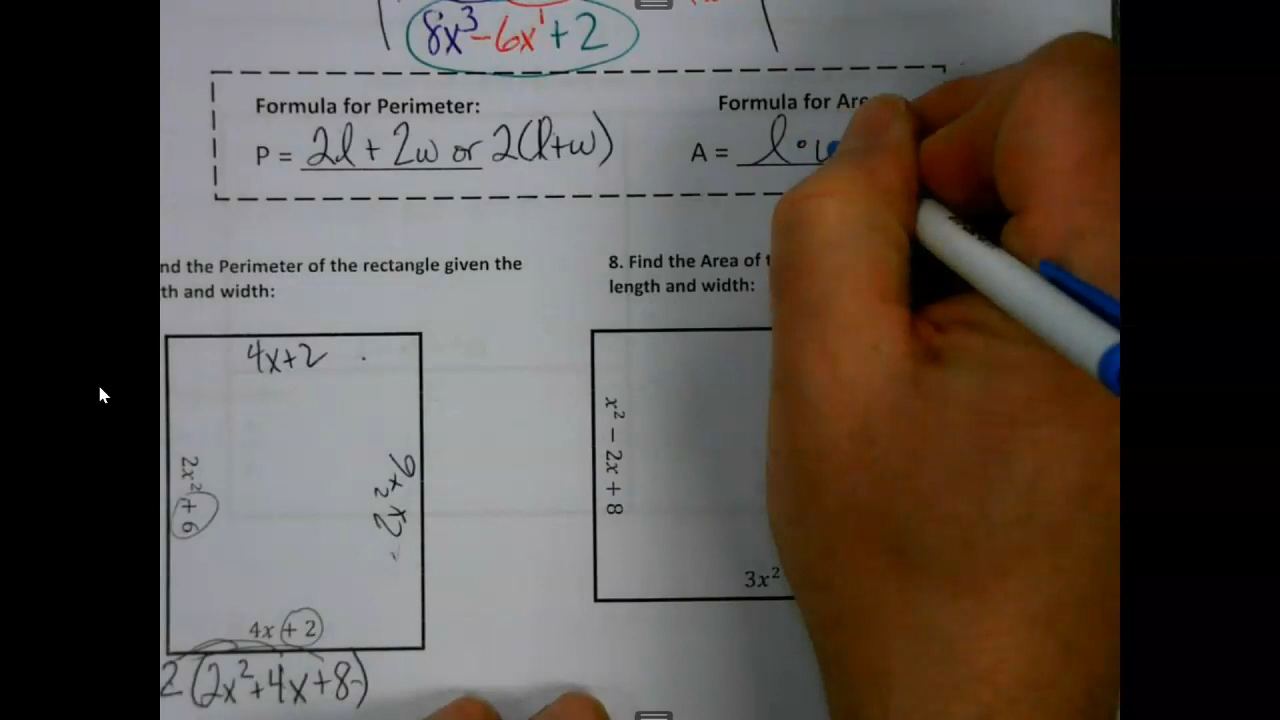 8x³ - 6x¹ + 2
Formula for Perimeter:
P = 2l + 2w or 2(l+w)
Formula for
A = l ·
nd the Perimeter of the rectangle given the
th and width:
4x+2
2x² + 6
2x² + 6
4x + 2
2(2x²+4x+8)
8. Find the Area of
length and width:
x² − 2x + 8
3x²